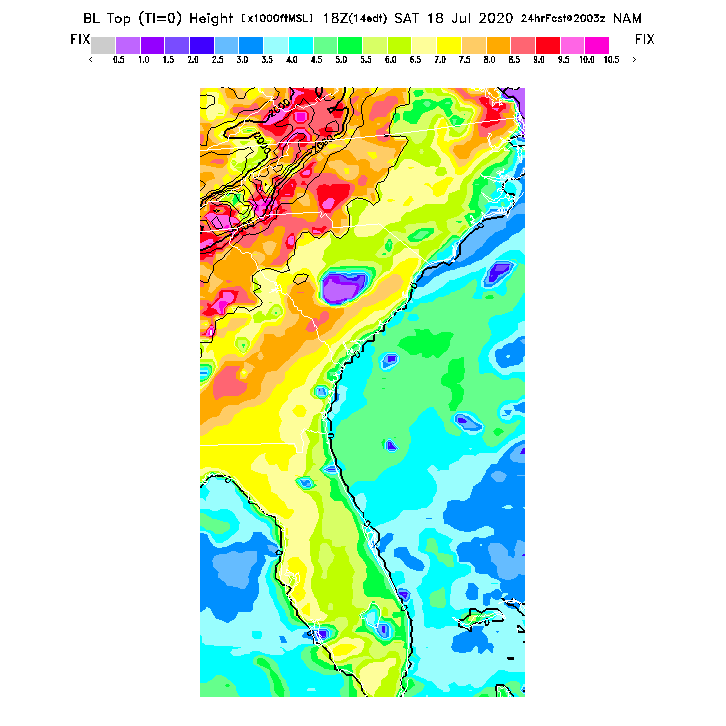 BL Top (TI=0) Height [x1000ftMSL] 18Z(14edt) SAT 18 Jul 2020 24hrFcst@2003z NAM
FIX FIX
< 0.5 1.0 1.5 2.0 2.5 3.0 3.5 4.0 4.5 5.0 5.5 6.0 6.5 7.0 7.5 8.0 8.5 9.0 9.5 10.0 10.5 >
2000